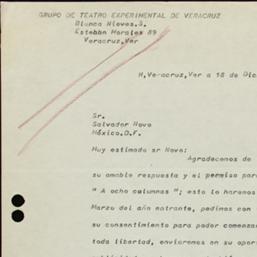 GRUPO DE TEATRO EXPERIMENTAL DE VERACRUZ
Blanca Nieves.S.
Esteban Morales 89
Veracruz,Ver
H,Veracruz,Ver a 18 de Dic
Sr.
Salvador Novo
México.D.F.
Muy estimado sr Novo:
Agradecemos de
su amable respuesta y el permiso para
" A ocho columnas "; esto lo haremos
Marzo del año entrante, pedimos con
su consentimiento para poder comenzar
toda libertad, enviaremos en su opor